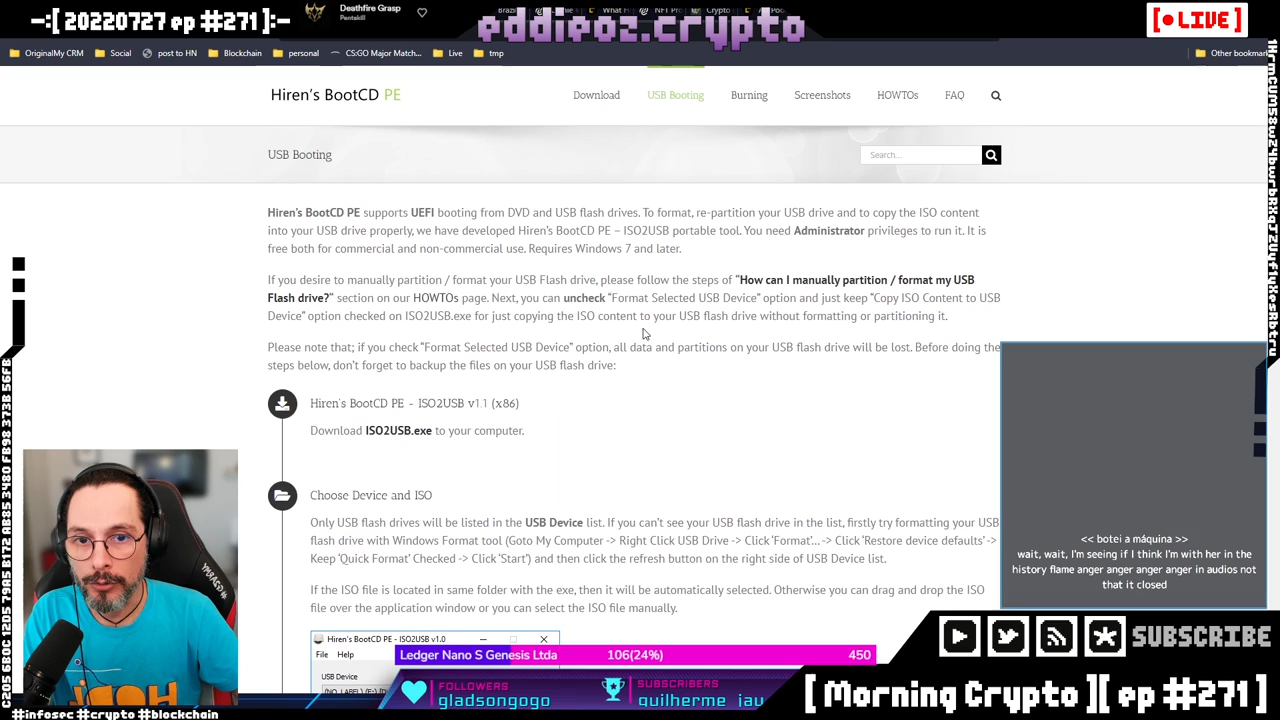 -:[ 20220727 ep #271 ]:-
Deathfire Grasp
Pentakill
eddieoz.crypto
[ ● LIVE ]
OriginalMy CRM
Social
post to HN
Blockchain
personal
CS:GO Major Match...
Live
tmp
Other bookmar
Hiren's BootCD PE
Download
USB Booting
Burning
Screenshots
HOWTOs
FAQ
USB Booting
Search...
Hiren's BootCD PE supports UEFI booting from DVD and USB flash drives. To format, re-partition your USB drive and to copy the ISO content
into your USB drive properly, we have developed Hiren's BootCD PE – ISO2USB portable tool. You need Administrator privileges to run it. It is
free both for commercial and non-commercial use. Requires Windows 7 and later.
If you desire to manually partition / format your USB Flash drive, please follow the steps of “How can I manually partition / format my USB
Flash drive?” section on our HOWTOs page. Next, you can uncheck “Format Selected USB Device” option and just keep “Copy ISO Content to USB
Device” option checked on ISO2USB.exe for just copying the ISO content to your USB flash drive without formatting or partitioning it.
Please note that; if you check “Format Selected USB Device” option, all data and partitions on your USB flash drive will be lost. Before doing the
steps below, don't forget to backup the files on your USB flash drive:
Hiren's BootCD PE – ISO2USB v1.1 (x86)
Download ISO2USB.exe to your computer.
Choose Device and ISO
Only USB flash drives will be listed in the USB Device list. If you can't see your USB flash drive in the list, firstly try formatting your USB
flash drive with Windows Format tool (Goto My Computer -> Right Click USB Drive -> Click ‘Format’... -> Click ‘Restore device defaults’ ->
Keep ‘Quick Format’ Checked -> Click ‘Start’) and then click the refresh button on the right side of USB Device list.
If the ISO file is located in same folder with the exe, then it will be automatically selected. Otherwise you can drag and drop the ISO
file over the application window or you can select the ISO file manually.
Hiren's BootCD PE - ISO2USB v1.0
File Help
USB Device
<< botei a máquina >>
wait, wait, I'm seeing if I think I'm with her in the
history flame anger anger anger anger in audios not
that it closed
Ledger Nano S Genesis Ltda
106(24%)
450
FOLLOWERS
gladsongogo
SUBSCRIBERS
guilherme_jau
SUBSCRIBE
[ Morning Crypto ][ ep #271 ]
#infosec #crypto #blockchain